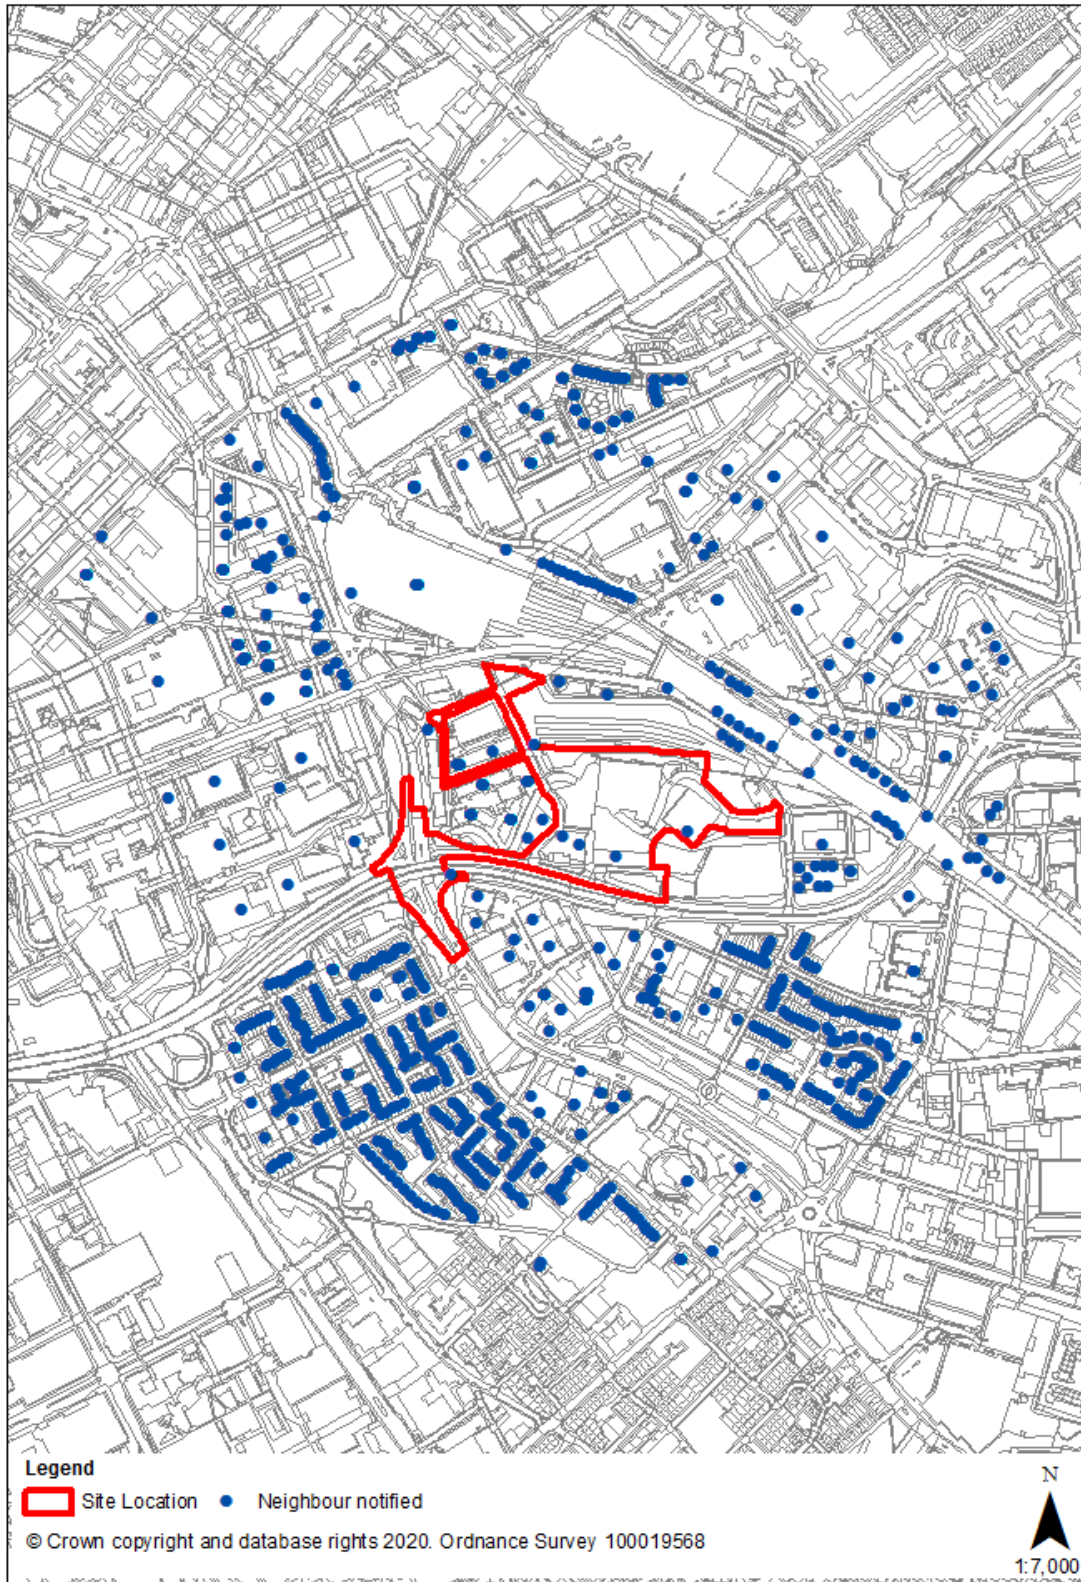 Legend
Site Location Neighbour notified
© Crown copyright and database rights 2020. Ordnance Survey 100019568
N
1:7,000